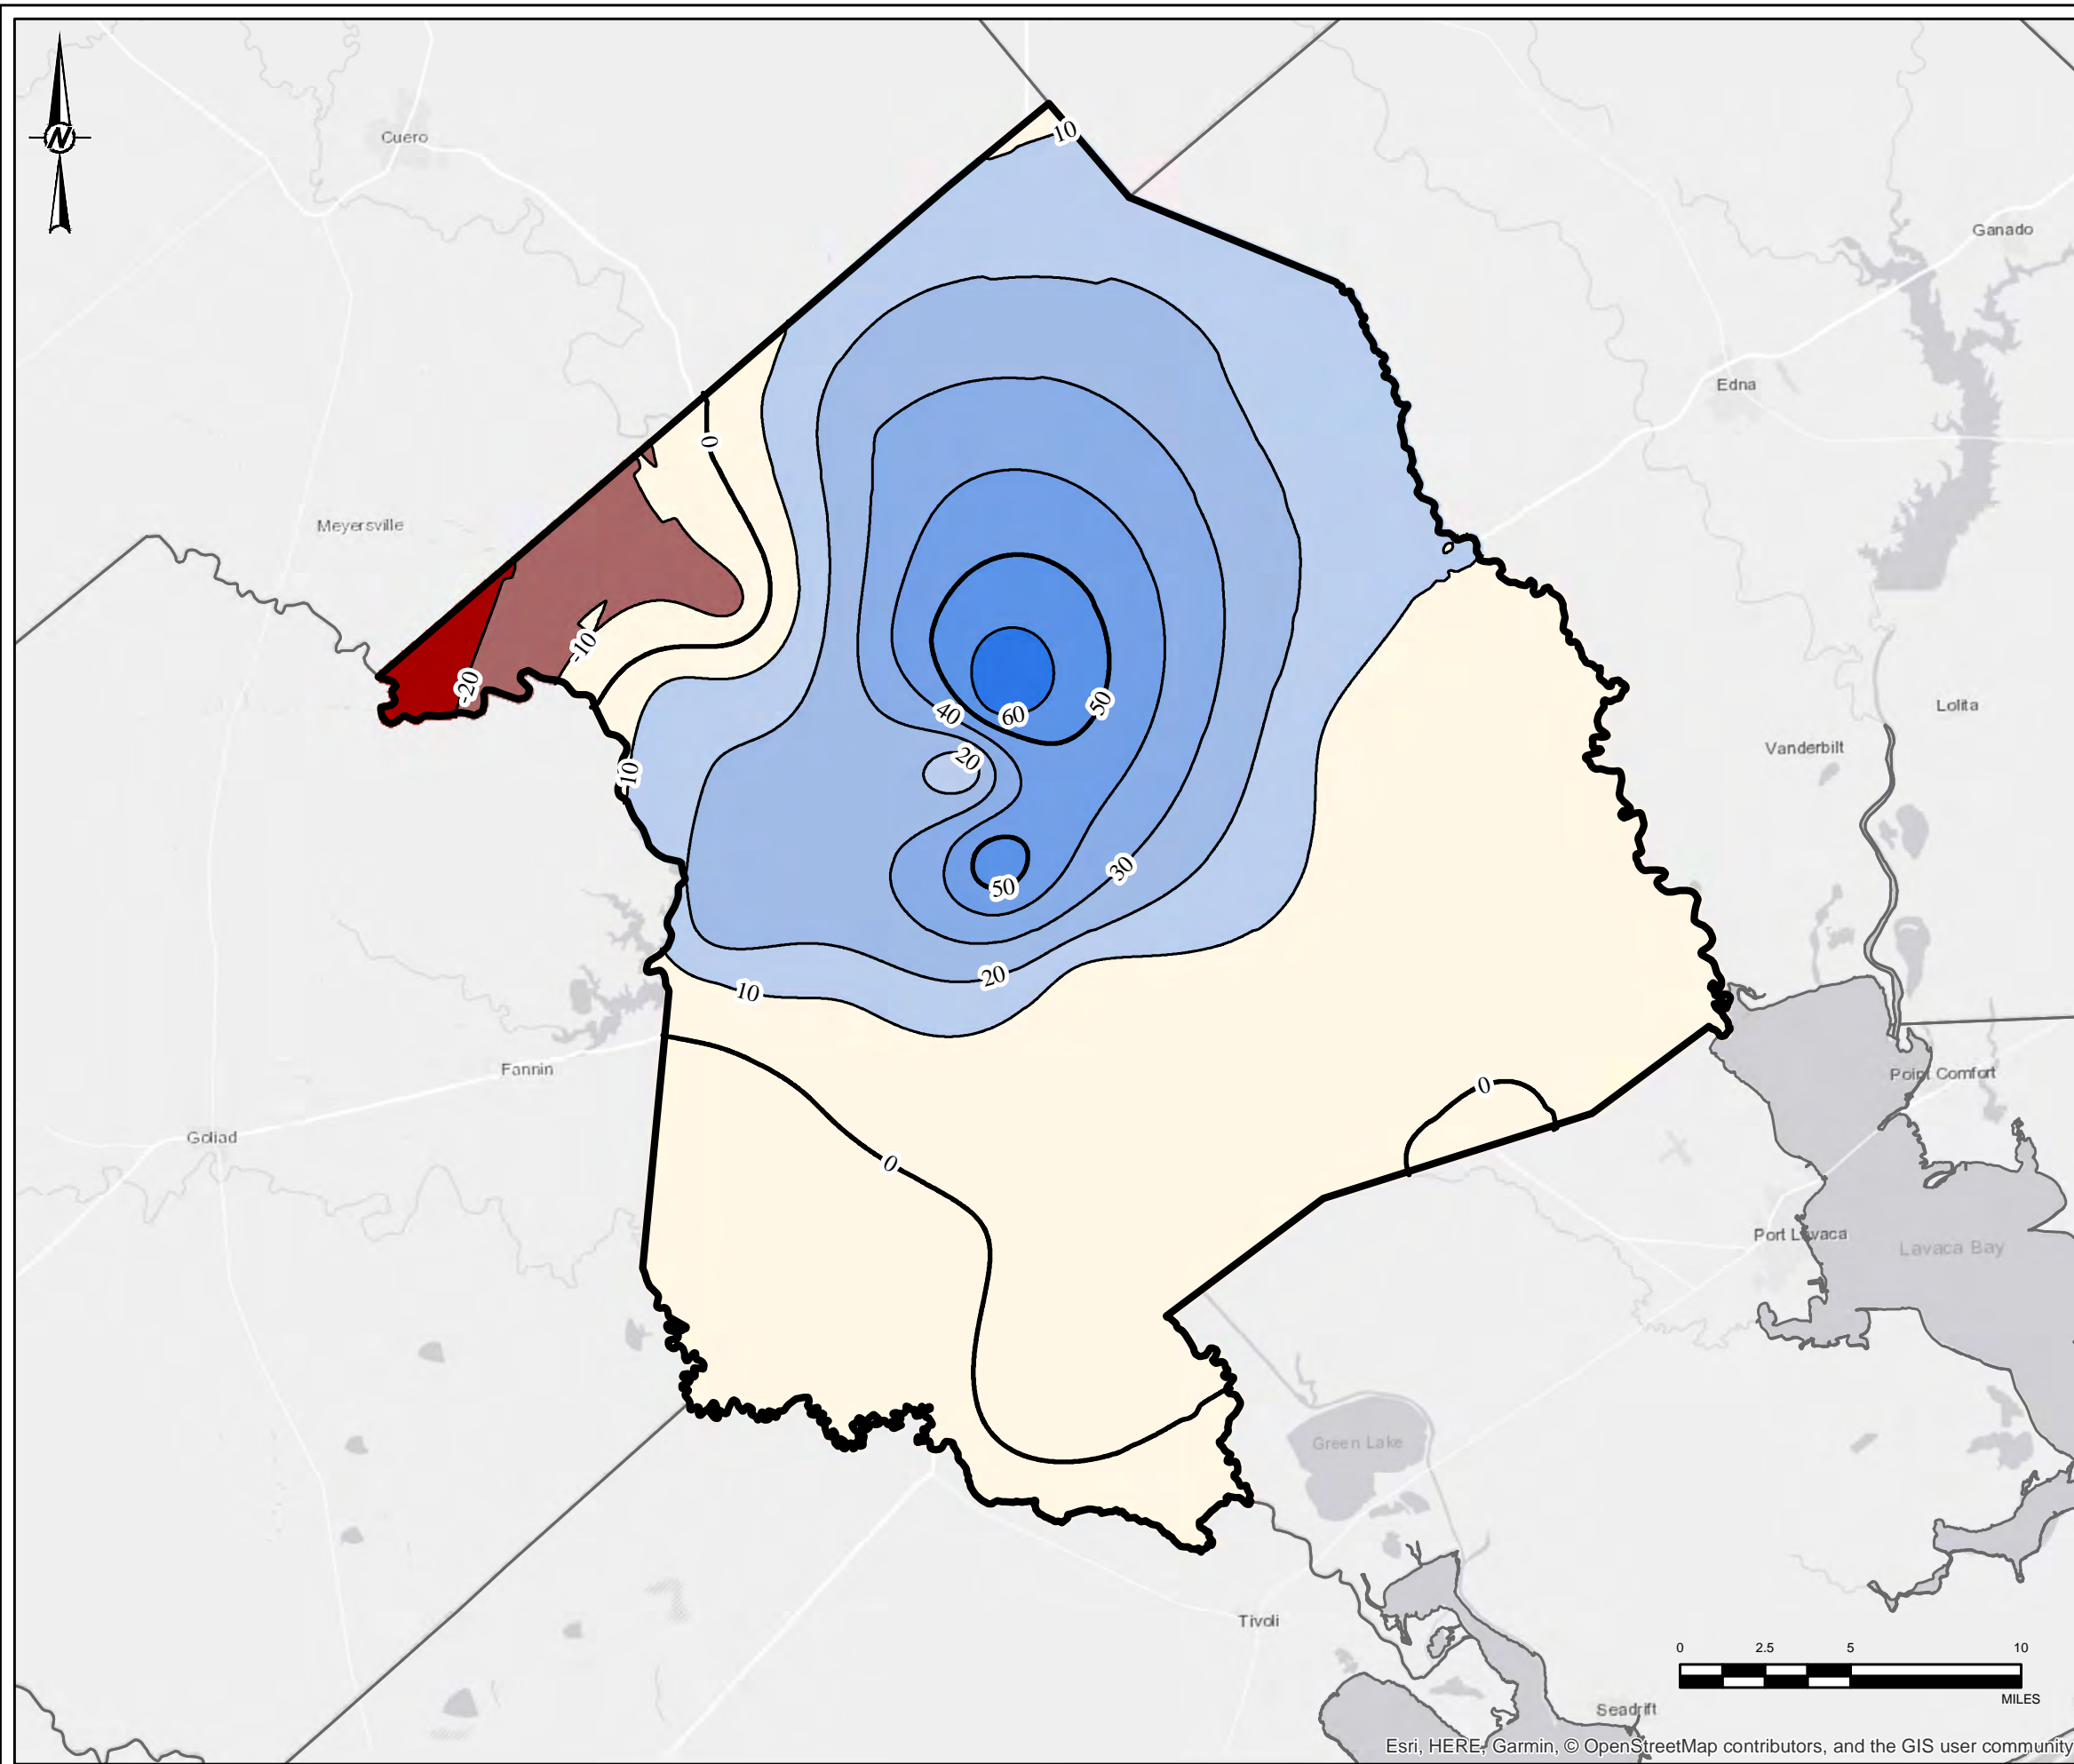 N
Cuero
10
Ganado
Edna
0
Meyersville
-10
-20
Lolita
40
60
50
Vanderbilt
20
-10
30
50
20
10
Fannin
Point Comfort
0
Goliad
0
Port Lavaca
Lavaca Bay
Green Lake
Tivoli
0 2.5 5 10
MILES
Seadrift
Esri, HERE, Garmin, © OpenStreetMap contributors, and the GIS user community